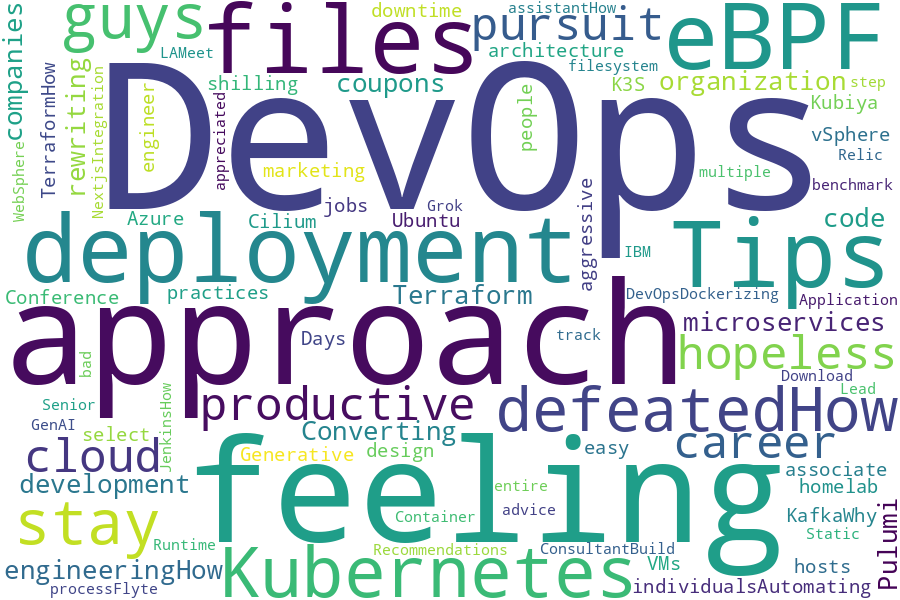 companies
guys
files
downtime
assistantHow
pursuit
eBPF
LAMeet
architecture
filesystem
shilling
coupons
K3S
organization
step
TerraformHow
rewriting
NextjsIntegration
engineer
appreciated
DevOps
people
Kubiya
vSphere
Relic
WebSphere
marketing
multiple
benchmark
jobs
Grok
Azure
Cilium
Ubuntu
aggressive
code
deployment
Tips
IBM
Conference
practices
Terraform
DevOpsDockerizing
Application
approach
Days
track
microservices
bad
hopeless
Download
Lead
Senior
JenkinsHow
productive
defeatedHow
GenAI
select
Converting
career
cloud
Generative
design
feeling
easy
associate
development
entire
homelab
stay
Container
advice
KafkaWhy
Pulumi
Static
Runtime
Recommendations
ConsultantBuild
engineeringHow
Kubernetes
VMs
hosts
processFlyte
individualsAutomating